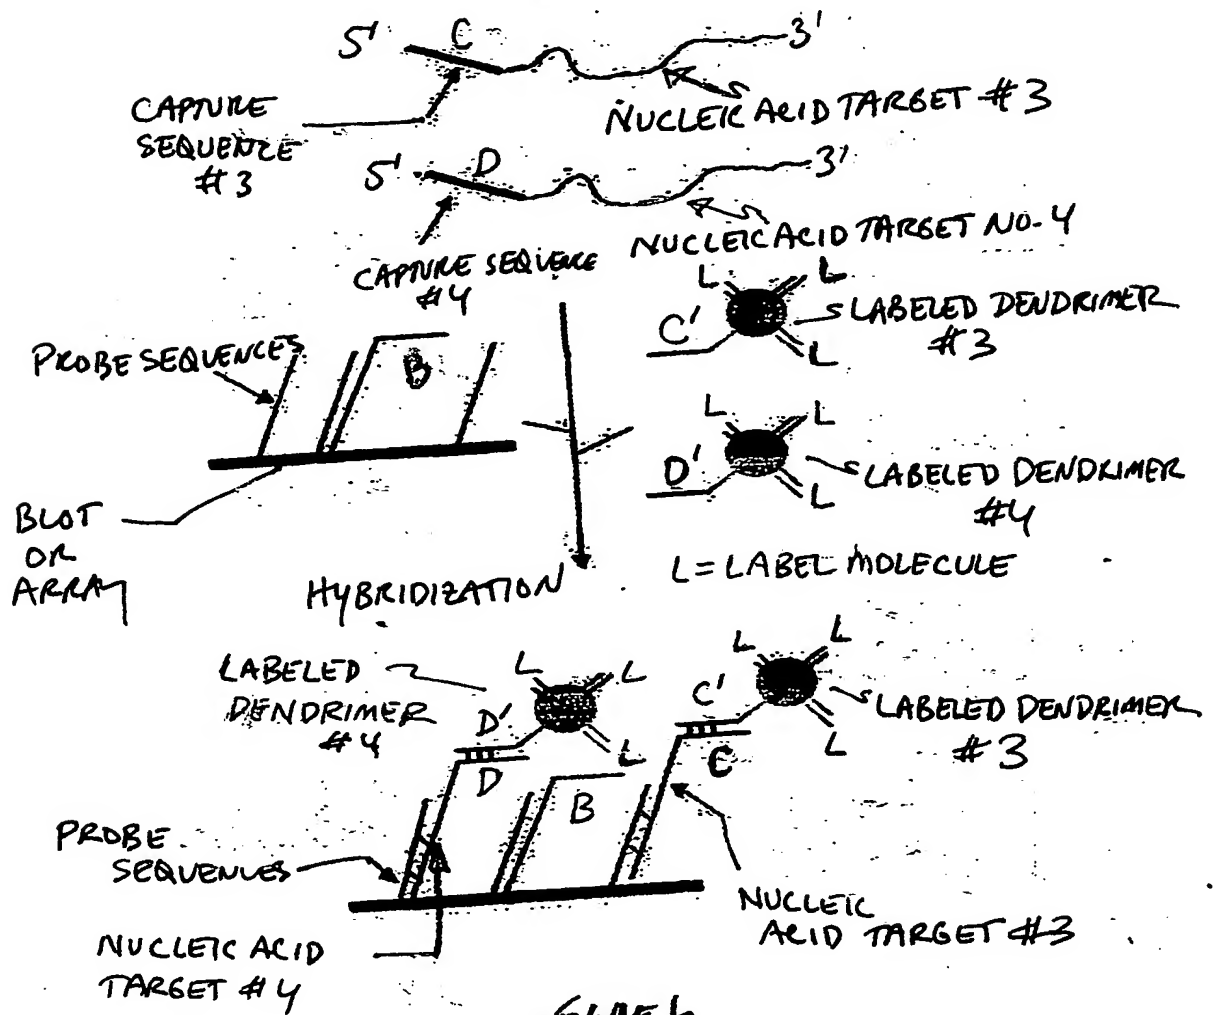 5' C 3'
CAPTURE
SEQUENCE
#3
NUCLEIC ACID TARGET #3
5' D 3'
CAPTURE SEQUENCE
#4
NUCLEIC ACID TARGET NO. 4
PROBE SEQUENCES
B
L L
C'
L
LABELED DENDRIMER
#3
L L
D'
L
LABELED DENDRIMER
#4
BLOT
OR
ARRAY
HYBRIDIZATION
L = LABEL MOLECULE
LABELED
DENDRIMER
#4
L L
D'
L
D
B
L L
C'
L
C
LABELED DENDRIMER
#3
PROBE
SEQUENCES
NUCLEIC ACID
TARGET #4
NUCLEIC
ACID TARGET #3